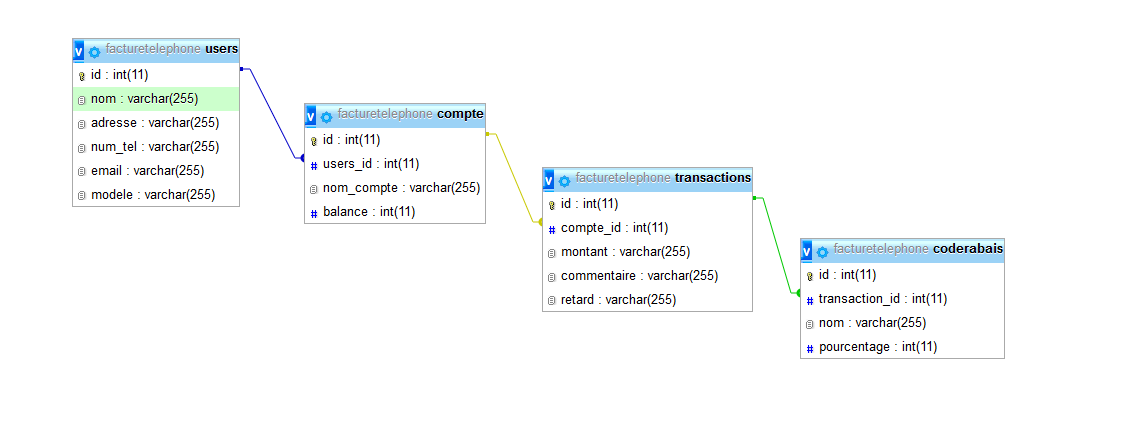 v facturetelephone users
id : int(11)
nom : varchar(255)
adresse : varchar(255)
num_tel : varchar(255)
email : varchar(255)
modele : varchar(255)
v facturetelephone compte
id : int(11)
# users_id : int(11)
nom_compte : varchar(255)
# balance : int(11)
v facturetelephone transactions
id : int(11)
# compte_id : int(11)
montant : varchar(255)
commentaire : varchar(255)
retard : varchar(255)
v facturetelephone coderabais
id : int(11)
# transaction_id : int(11)
nom : varchar(255)
# pourcentage : int(11)